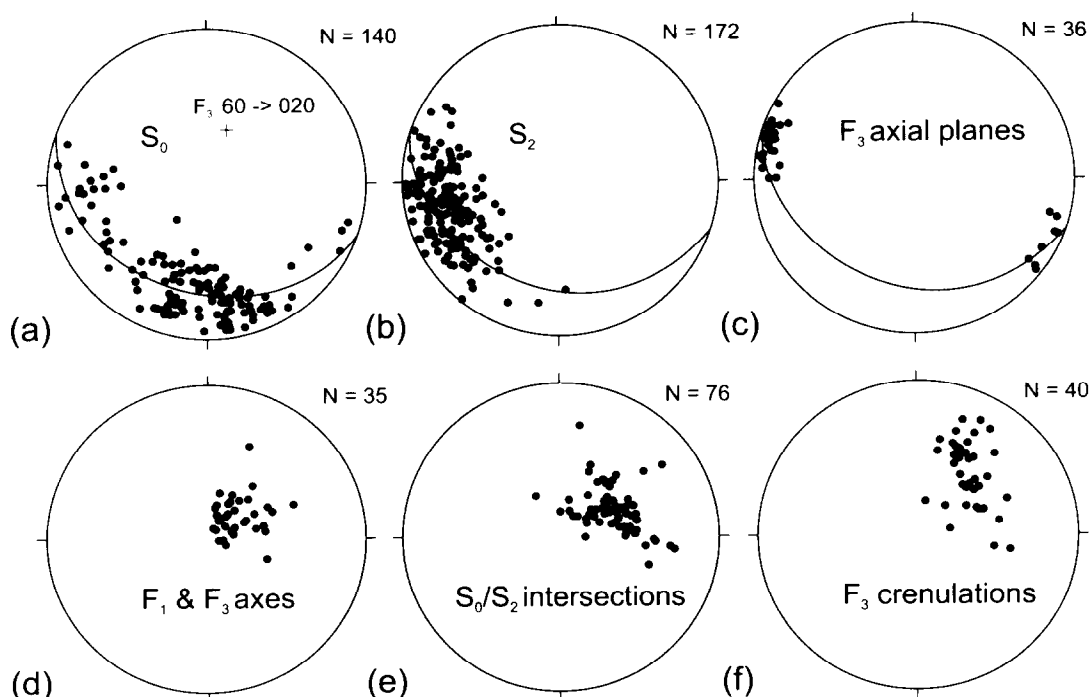 N = 140
F₃ 60 -> 020
S₀
(a)
N = 172
S₂
(b)
N = 36
F₃ axial planes
(c)
N = 35
F₁ & F₃ axes
(d)
N = 76
S₀/S₂ intersections
(e)
N = 40
F₃ crenulations
(f)